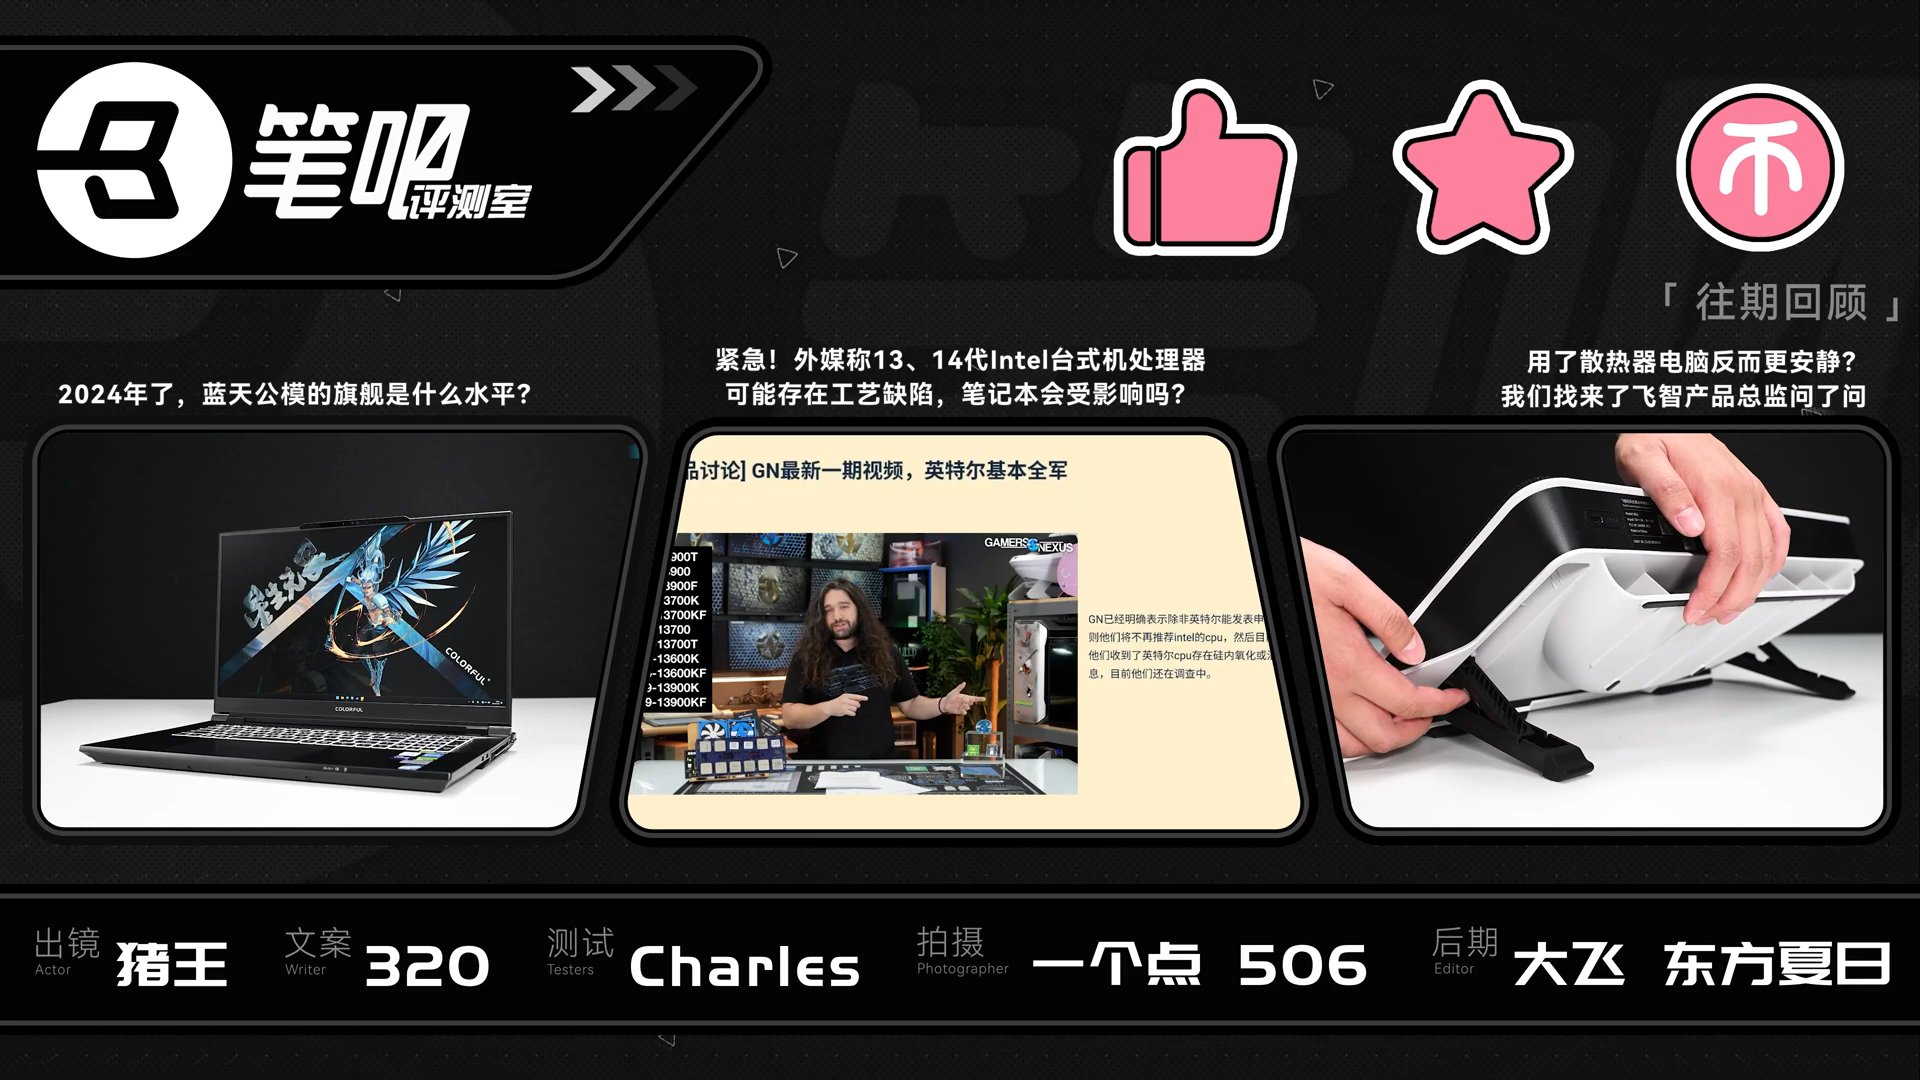 笔吧
评测室
币
「 往期回顾 」
2024年了，蓝天公模的旗舰是什么水平？
紧急！外媒称13、14代Intel台式机处理器
可能存在工艺缺陷，笔记本会受影响吗？
用了散热器电脑反而更安静？
我们找来了飞智产品总监问了问
COLORFUL
COLORFUL
品讨论] GN最新一期视频，英特尔基本全军
GAMERS NEXUS
900T
900
3900F
3700K
13700KF
13700
13700T
-13600K
-13600KF
9-13900K
9-13900KF
GN已经明确表示除非英特尔能发表申
则他们将不再推荐intel的cpu，然后目
他们收到了英特尔cpu存在硅内氧化或
息，目前他们还在调查中。
出镜 猪王
Actor
文案 320
Writer
测试 Charles
Testers
拍摄 一个点 506
Photographer
后期 大飞 东方夏日
Editor